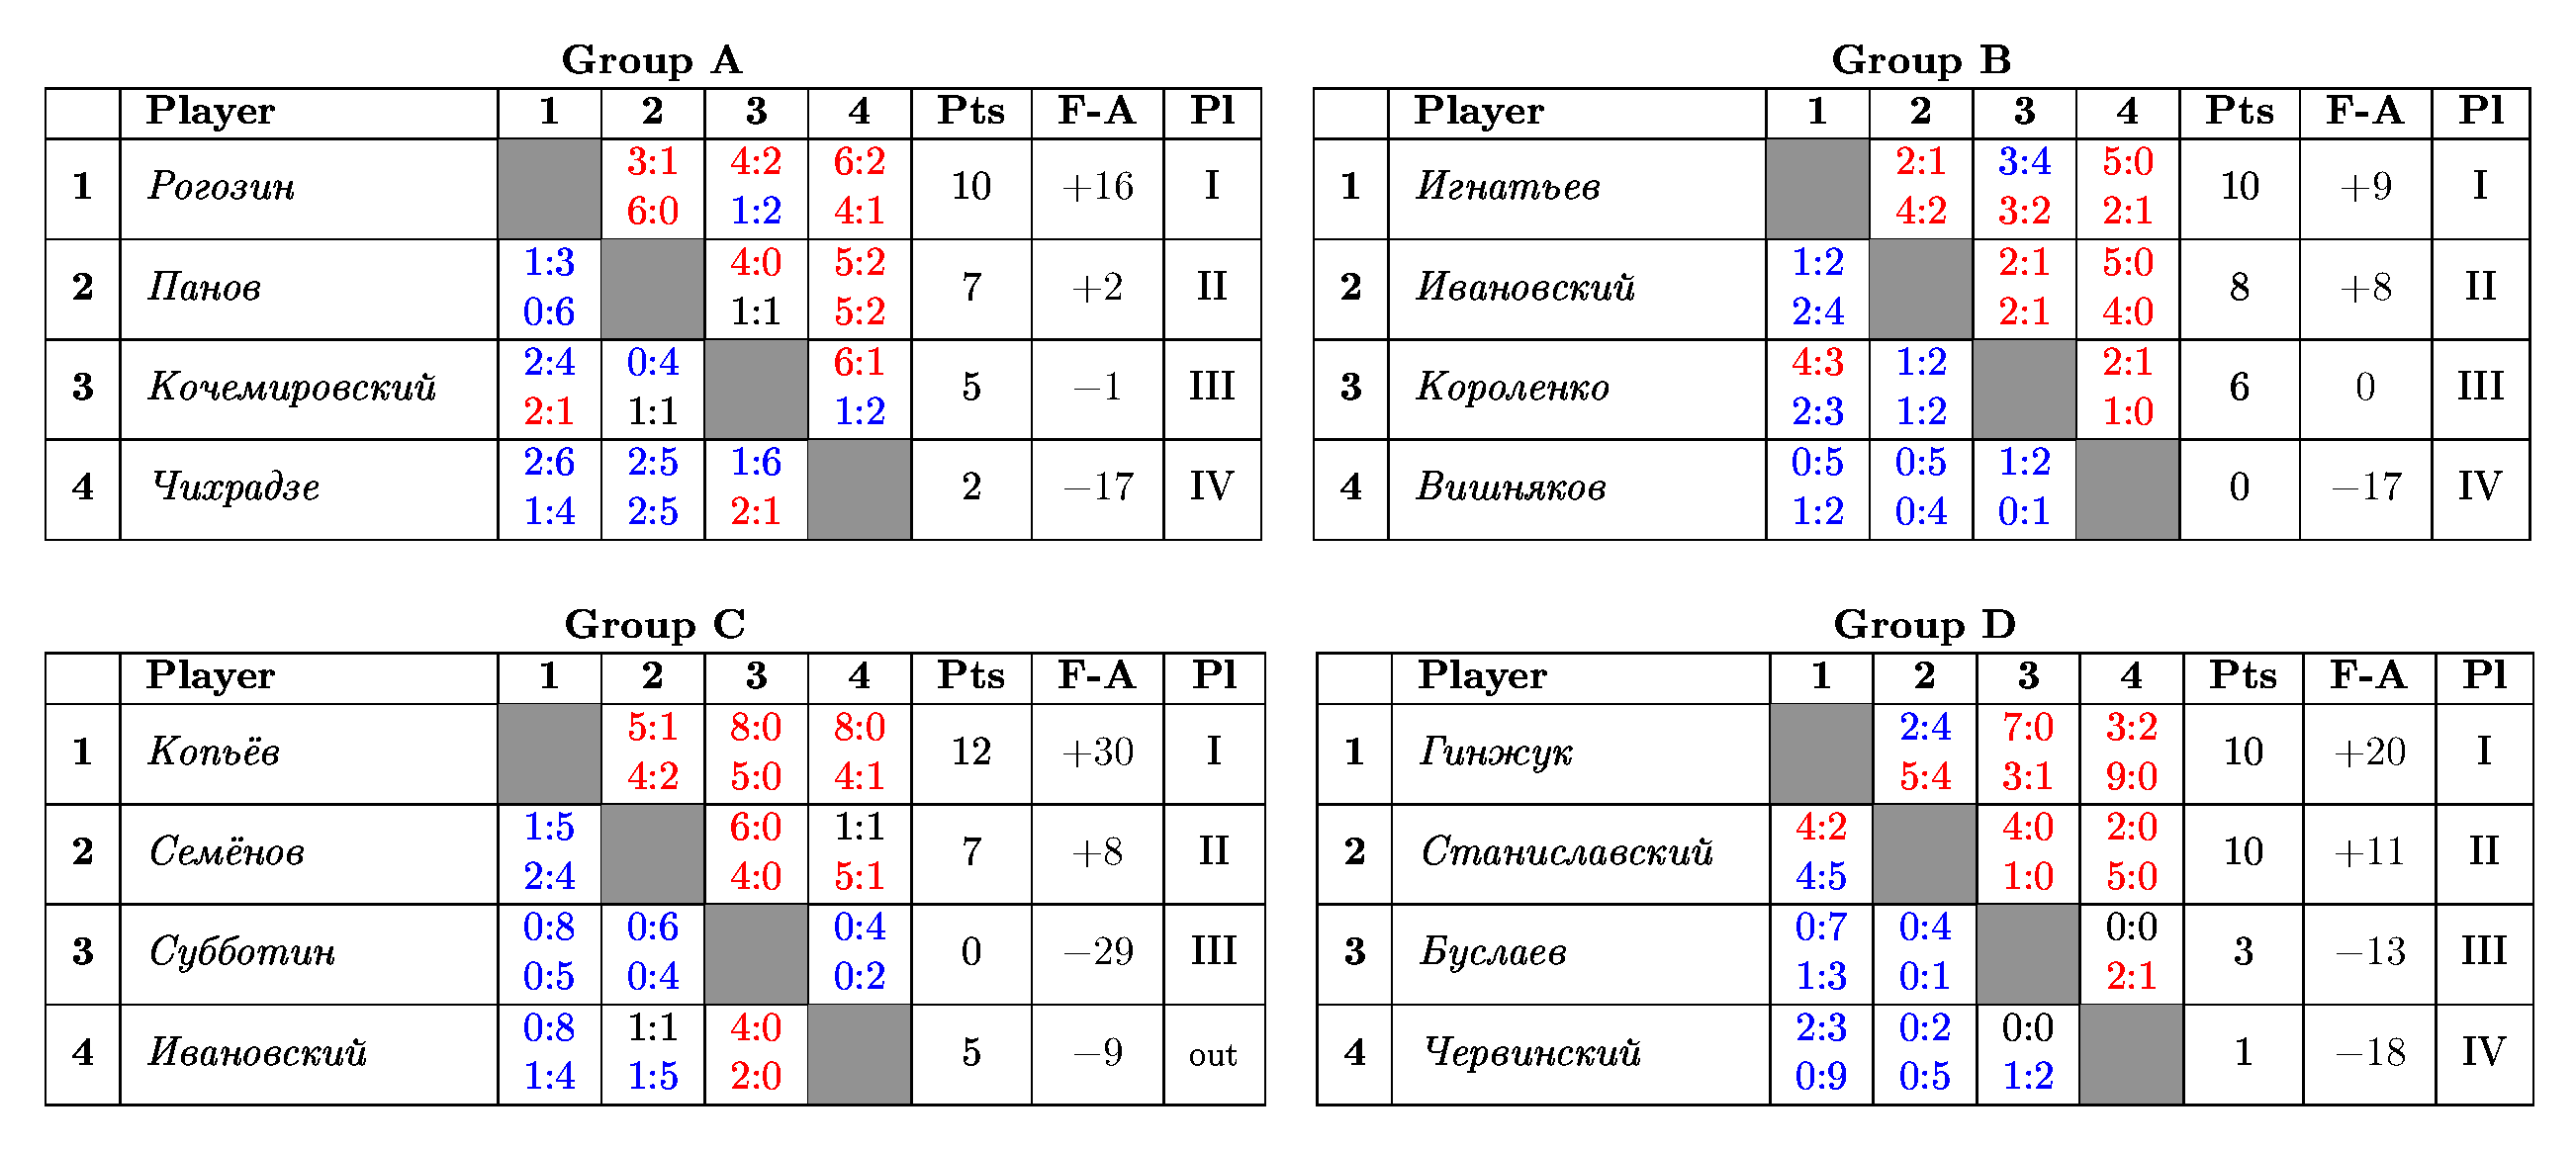 Group A
Player 1 2 3 4 Pts F-A Pl
1 Рогозин 3:1 4:2 6:2 10 +16 I
6:0 1:2 4:1
2 Панов 1:3 4:0 5:2 7 +2 II
0:6 1:1 5:2
3 Кочемировский 2:4 0:4 6:1 5 −1 III
2:1 1:1 1:2
4 Чихрадзе 2:6 2:5 1:6 2 −17 IV
1:4 2:5 2:1
Group B
Player 1 2 3 4 Pts F-A Pl
1 Игнатьев 2:1 3:4 5:0 10 +9 I
4:2 3:2 2:1
2 Ивановский 1:2 2:1 5:0 8 +8 II
2:4 2:1 4:0
3 Короленко 4:3 1:2 2:1 6 0 III
2:3 1:2 1:0
4 Вишняков 0:5 0:5 1:2 0 −17 IV
1:2 0:4 0:1
Group C
Player 1 2 3 4 Pts F-A Pl
1 Копьёв 5:1 8:0 8:0 12 +30 I
4:2 5:0 4:1
2 Семёнов 1:5 6:0 1:1 7 +8 II
2:4 4:0 5:1
3 Субботин 0:8 0:6 0:4 0 −29 III
0:5 0:4 0:2
4 Ивановский 0:8 1:1 4:0 5 −9 out
1:4 1:5 2:0
Group D
Player 1 2 3 4 Pts F-A Pl
1 Гинжук 2:4 7:0 3:2 10 +20 I
5:4 3:1 9:0
2 Станиславский 4:2 4:0 2:0 10 +11 II
4:5 1:0 5:0
3 Буслаев 0:7 0:4 0:0 3 −13 III
1:3 0:1 2:1
4 Червинский 2:3 0:2 0:0 1 −18 IV
0:9 0:5 1:2